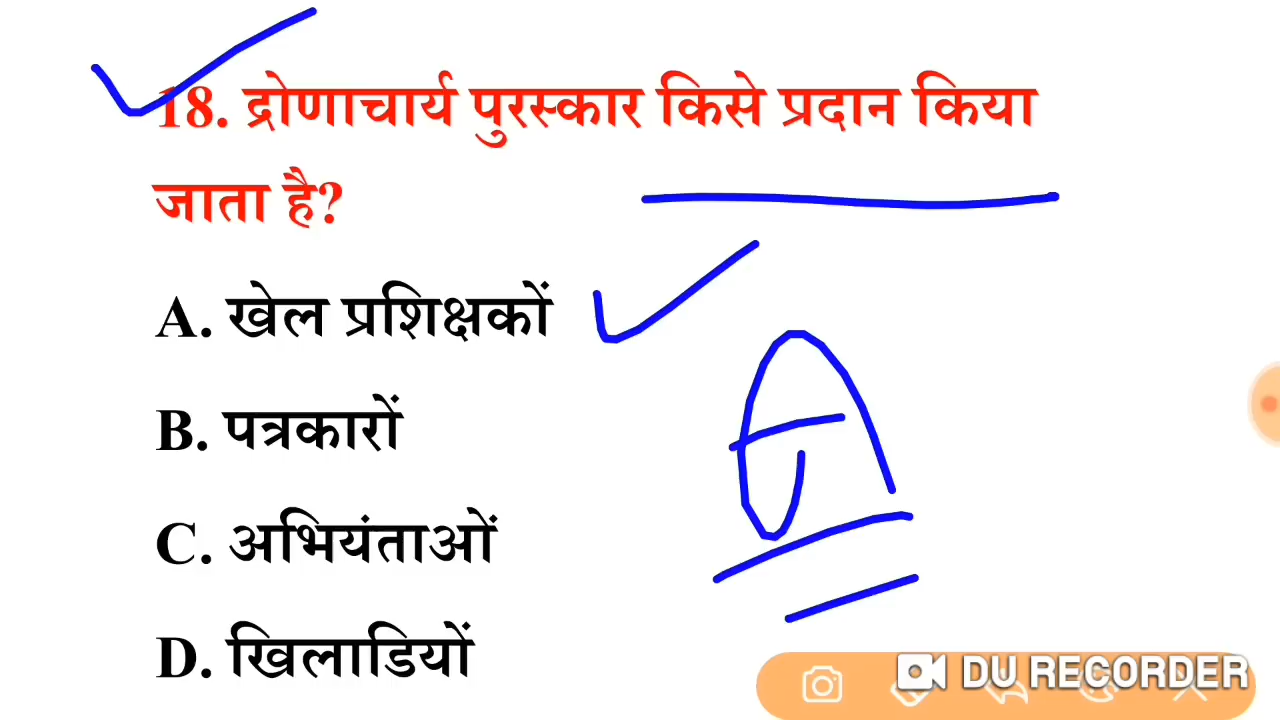 18. द्रोणाचार्य पुरस्कार किसे प्रदान किया
जाता है?
A. खेल प्रशिक्षकों
B. पत्रकारों
C. अभियंताओं
D. खिलाडियों
A
DU RECORDER